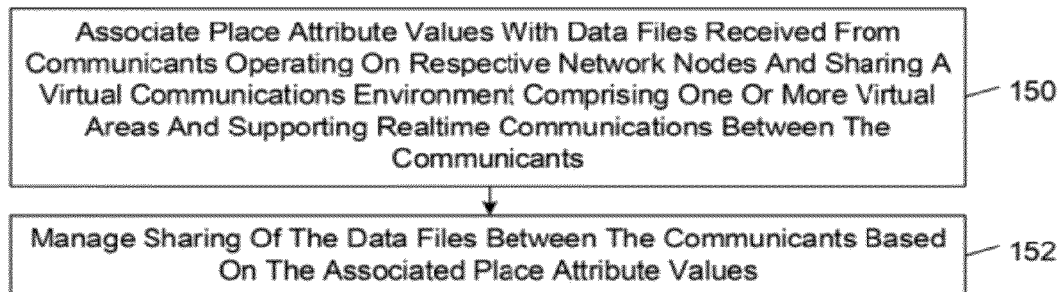 Associate Place Attribute Values With Data Files Received From
Communicants Operating On Respective Network Nodes And Sharing A
Virtual Communications Environment Comprising One Or More Virtual
Areas And Supporting Realtime Communications Between The
Communicants
150
Manage Sharing Of The Data Files Between The Communicants Based
On The Associated Place Attribute Values
152